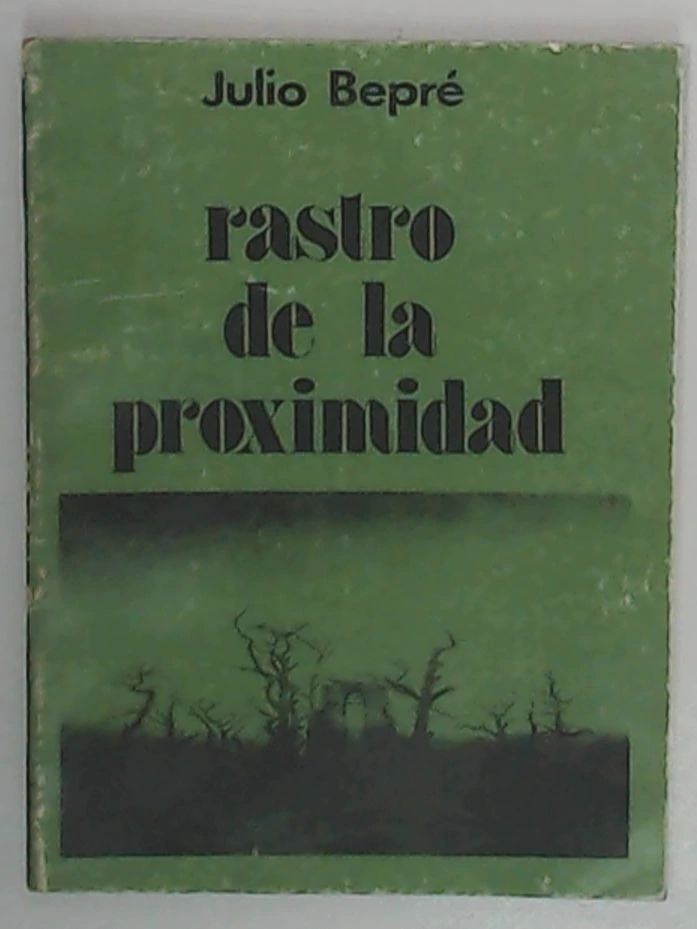 Julio Bepré
rastro
de la
proximidad